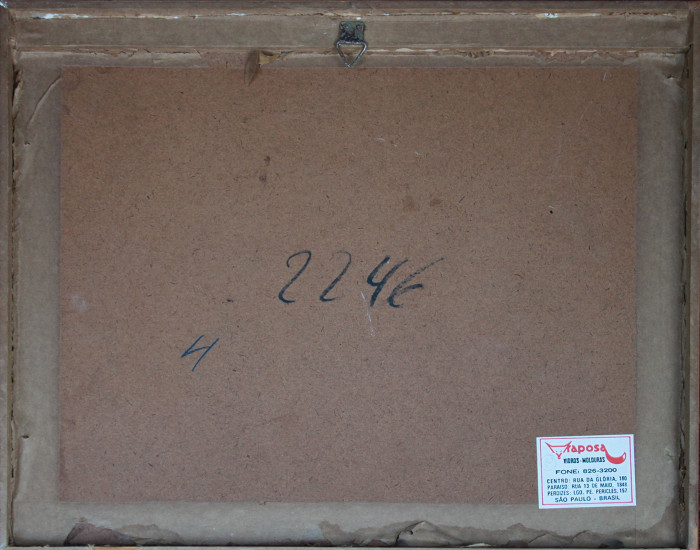 2246
4
Raposa
VIDROS - MOLDURAS
FONE: 826-3200
CENTRO: RUA DA GLÓRIA, 180
PARAISO: RUA 13 DE MAIO, 1846
PERDIZES: LGO. PE. PERICLES, 157
SÃO PAULO - BRASIL